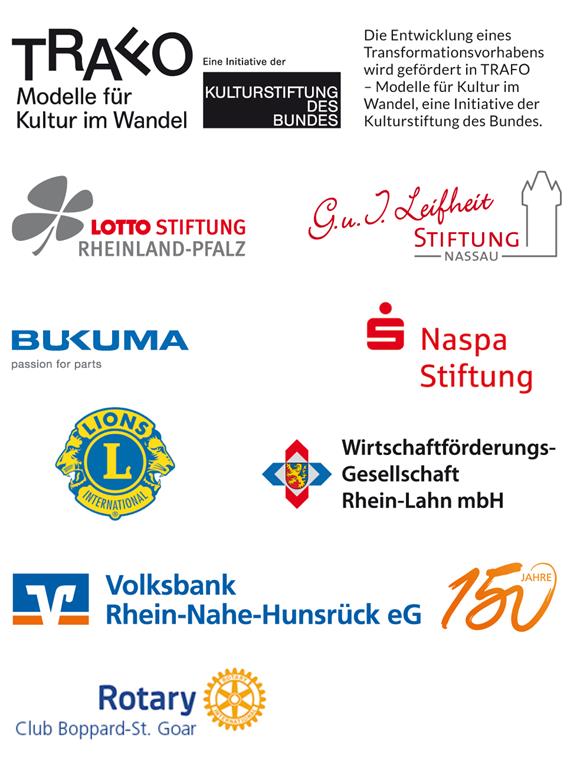 TRAFO
Modelle für
Kultur im Wandel
Eine Initiative der
KULTURSTIFTUNG
DES
BUNDES
Die Entwicklung eines
Transformationsvorhabens
wird gefördert in TRAFO
– Modelle für Kultur im
Wandel, eine Initiative der
Kulturstiftung des Bundes.
LOTTO STIFTUNG
RHEINLAND-PFALZ
G.u.I. Leifheit
STIFTUNG
NASSAU
BUKUMA
passion for parts
Naspa
Stiftung
LIONS
L
INTERNATIONAL
®
Wirtschaftförderungs-
Gesellschaft
Rhein-Lahn mbH
Volksbank
Rhein-Nahe-Hunsrück eG
150 JAHRE
Rotary
Club Boppard-St. Goar
ROTARY
INTERNATIONAL